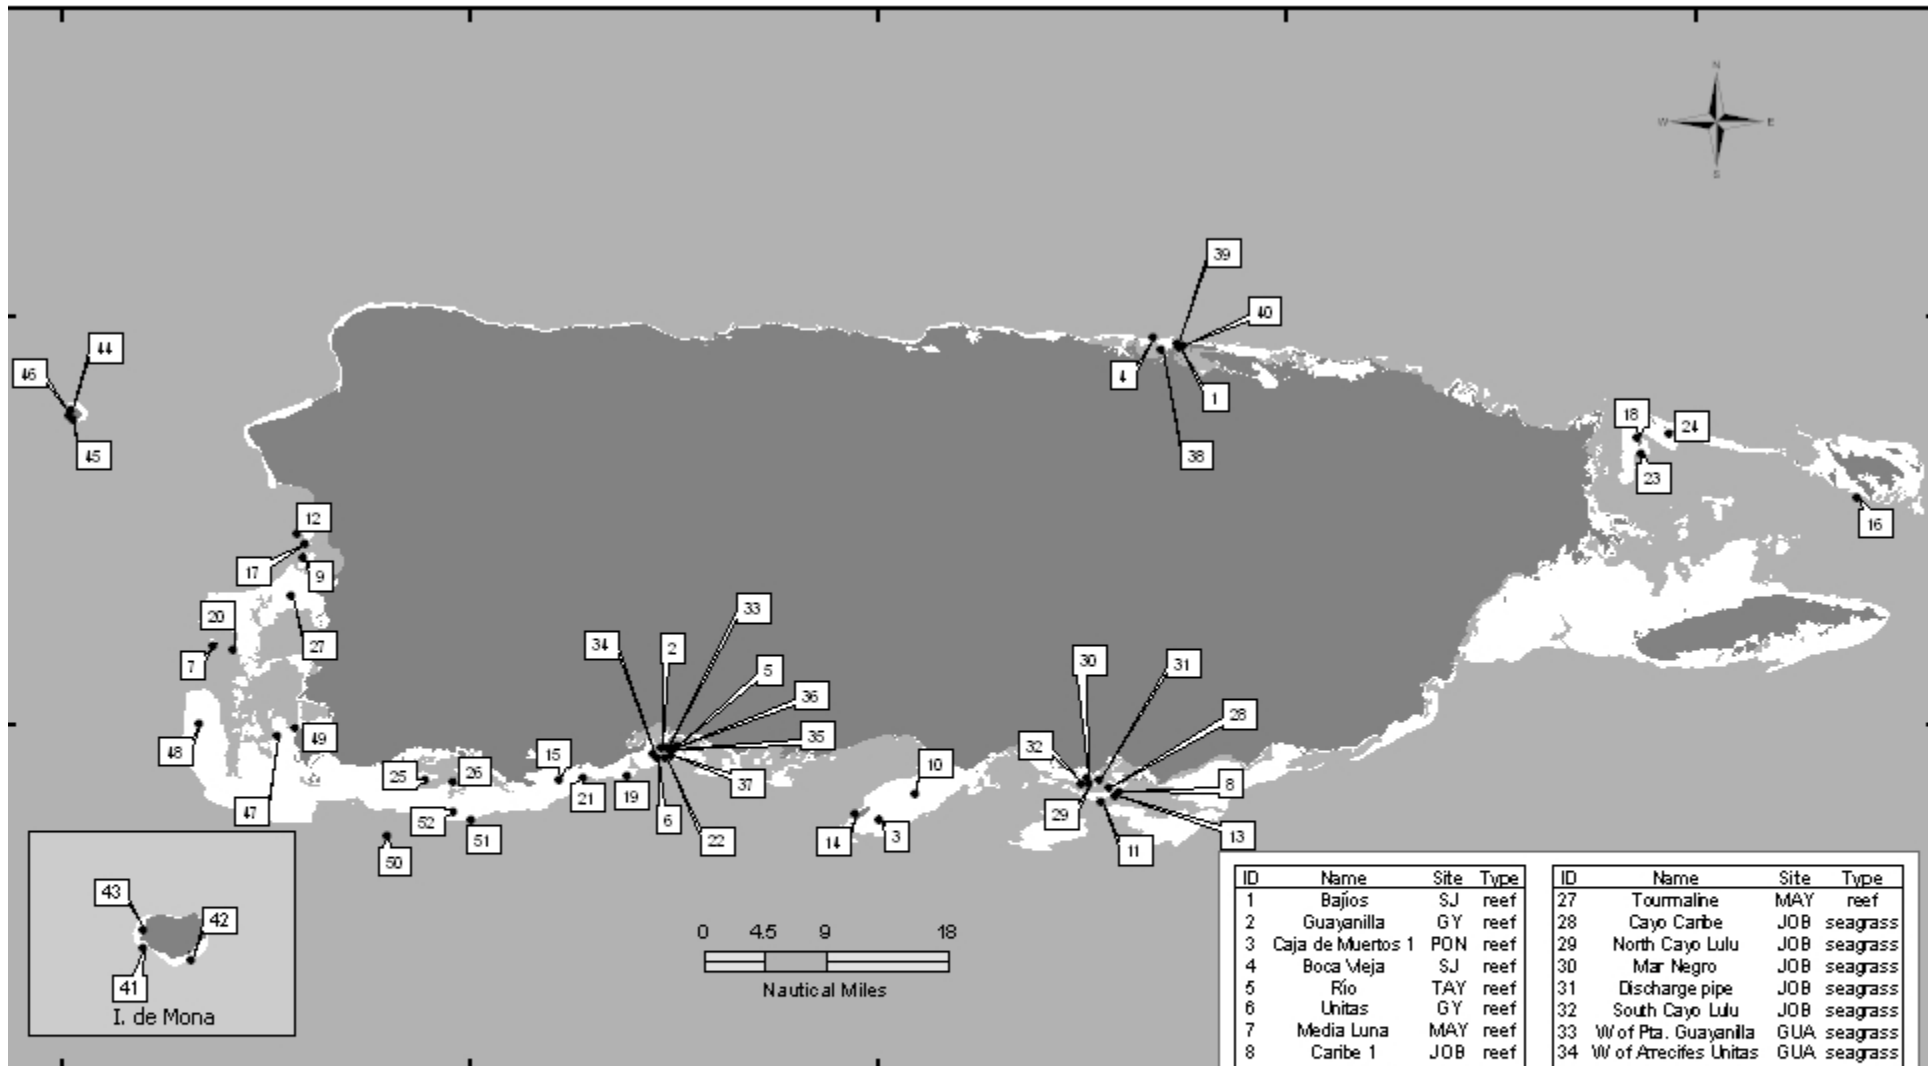 N
W E
S
39
40
44
46
4
1
45
18
24
38
23
16
12
17
9
33
20
34
2
27
7
5
30
31
36
28
48
49
35
32
15
10
25
26
37
8
21
19
47
29
52
14
3
13
6
22
51
11
50
43
42
41
I. de Mona
0 4.5 9 18
Nautical Miles
ID Name Site Type
1 Bajíos SJ reef
2 Guayanilla GY reef
3 Caja de Muertos 1 PON reef
4 Boca Vieja SJ reef
5 Río TAY reef
6 Unitas GY reef
7 Media Luna MAY reef
8 Caribe 1 JOB reef
ID Name Site Type
27 Tourmaline MAY reef
28 Cayo Caribe JOB seagrass
29 North Cayo Lulu JOB seagrass
30 Mar Negro JOB seagrass
31 Discharge pipe JOB seagrass
32 South Cayo Lulu JOB seagrass
33 W of Pta. Guayanilla GUA seagrass
34 W of Arrecifes Unitas GUA seagrass